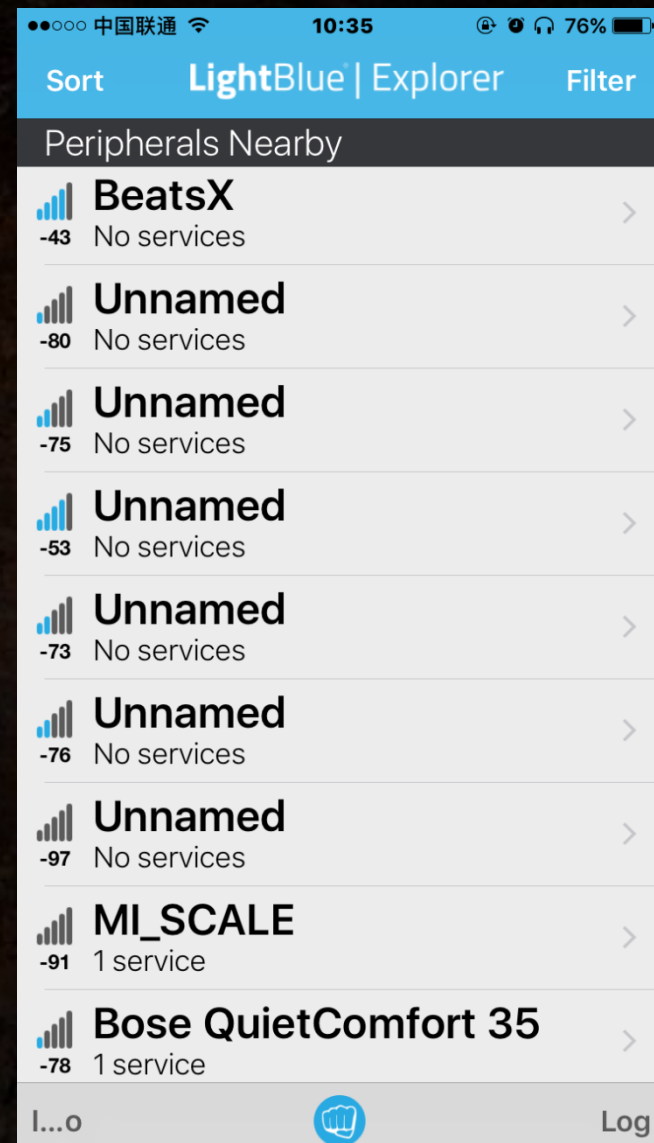 中国联通 10:35 76%
Sort LightBlue | Explorer Filter
Peripherals Nearby
BeatsX
-43 No services
Unnamed
-80 No services
Unnamed
-75 No services
Unnamed
-53 No services
Unnamed
-73 No services
Unnamed
-76 No services
Unnamed
-97 No services
MI_SCALE
-91 1 service
Bose QuietComfort 35
-78 1 service
I...o Log